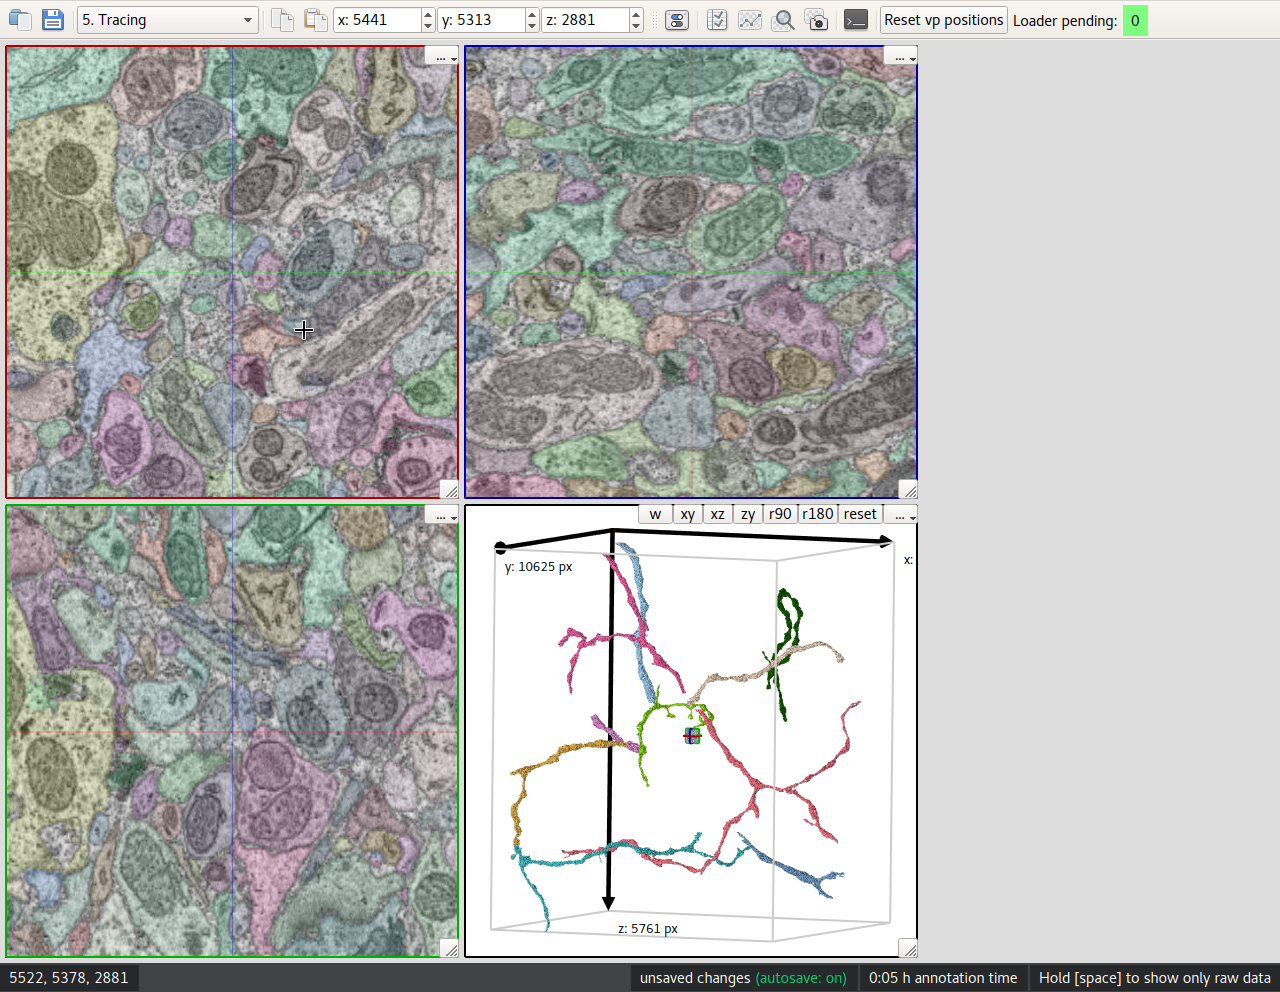 5. Tracing x: 5441 y: 5313 z: 2881 Reset vp positions Loader pending: 0
... ...
... w xy xz zy r90 r180 reset ...
y: 10625 px
x:
z: 5761 px
5522, 5378, 2881 unsaved changes (autosave: on) 0:05 h annotation time Hold [space] to show only raw data